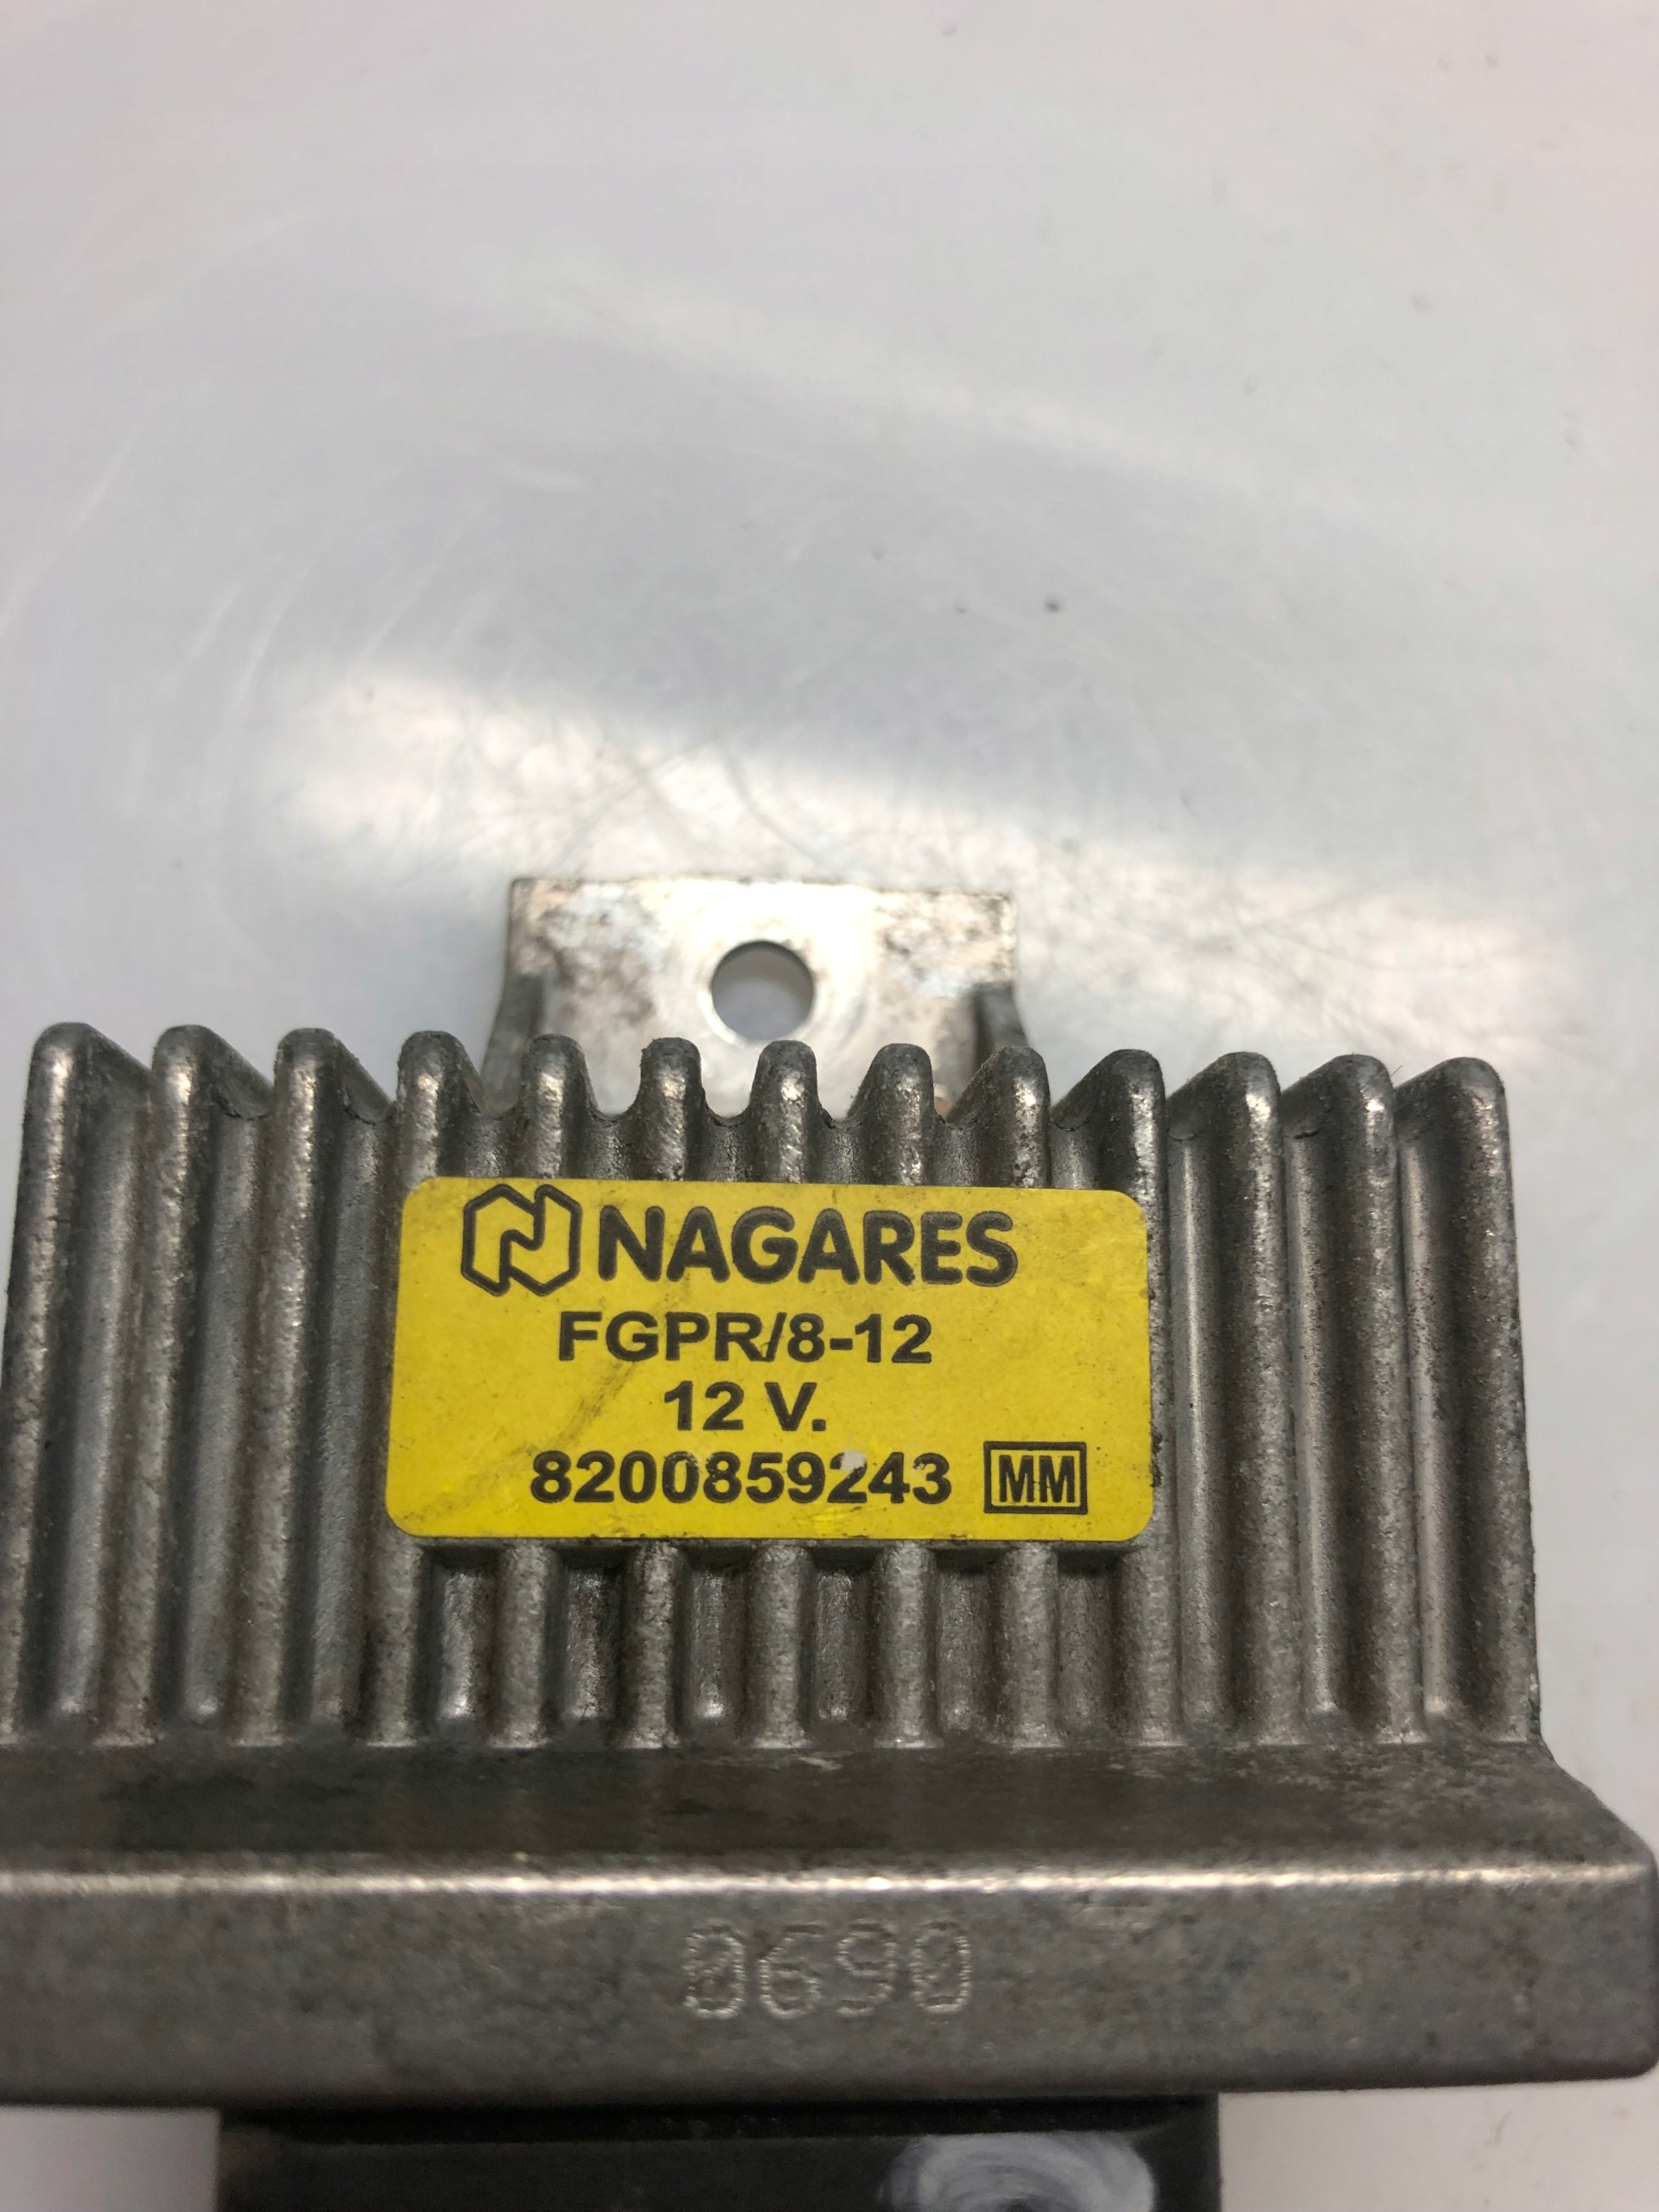 NAGARES
FGPR/8-12
12 V.
8200859243 MM
0690